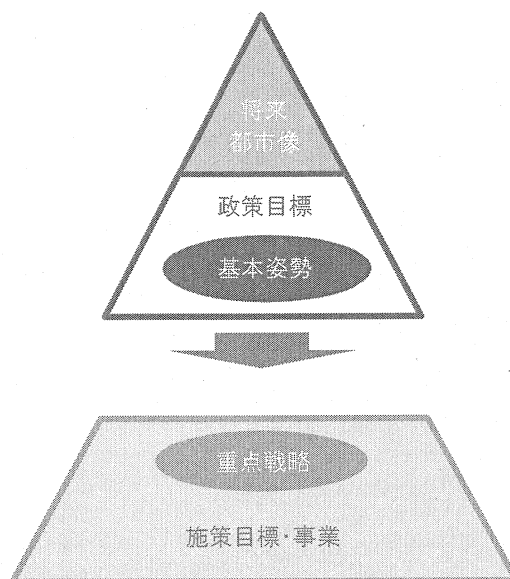 将来
都市像
政策目標
基本姿勢
重点戦略
施策目標・事業